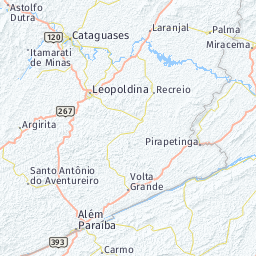 Astolfo
Dutra
120
Cataguases
Laranjal
Palma
Miracema
Itamarati
de Minas
Leopoldina
Recreio
267
Argirita
Pirapetinga
Santo Antônio
do Aventureiro
Volta
Grande
Além
Paraíba
393
Carmo